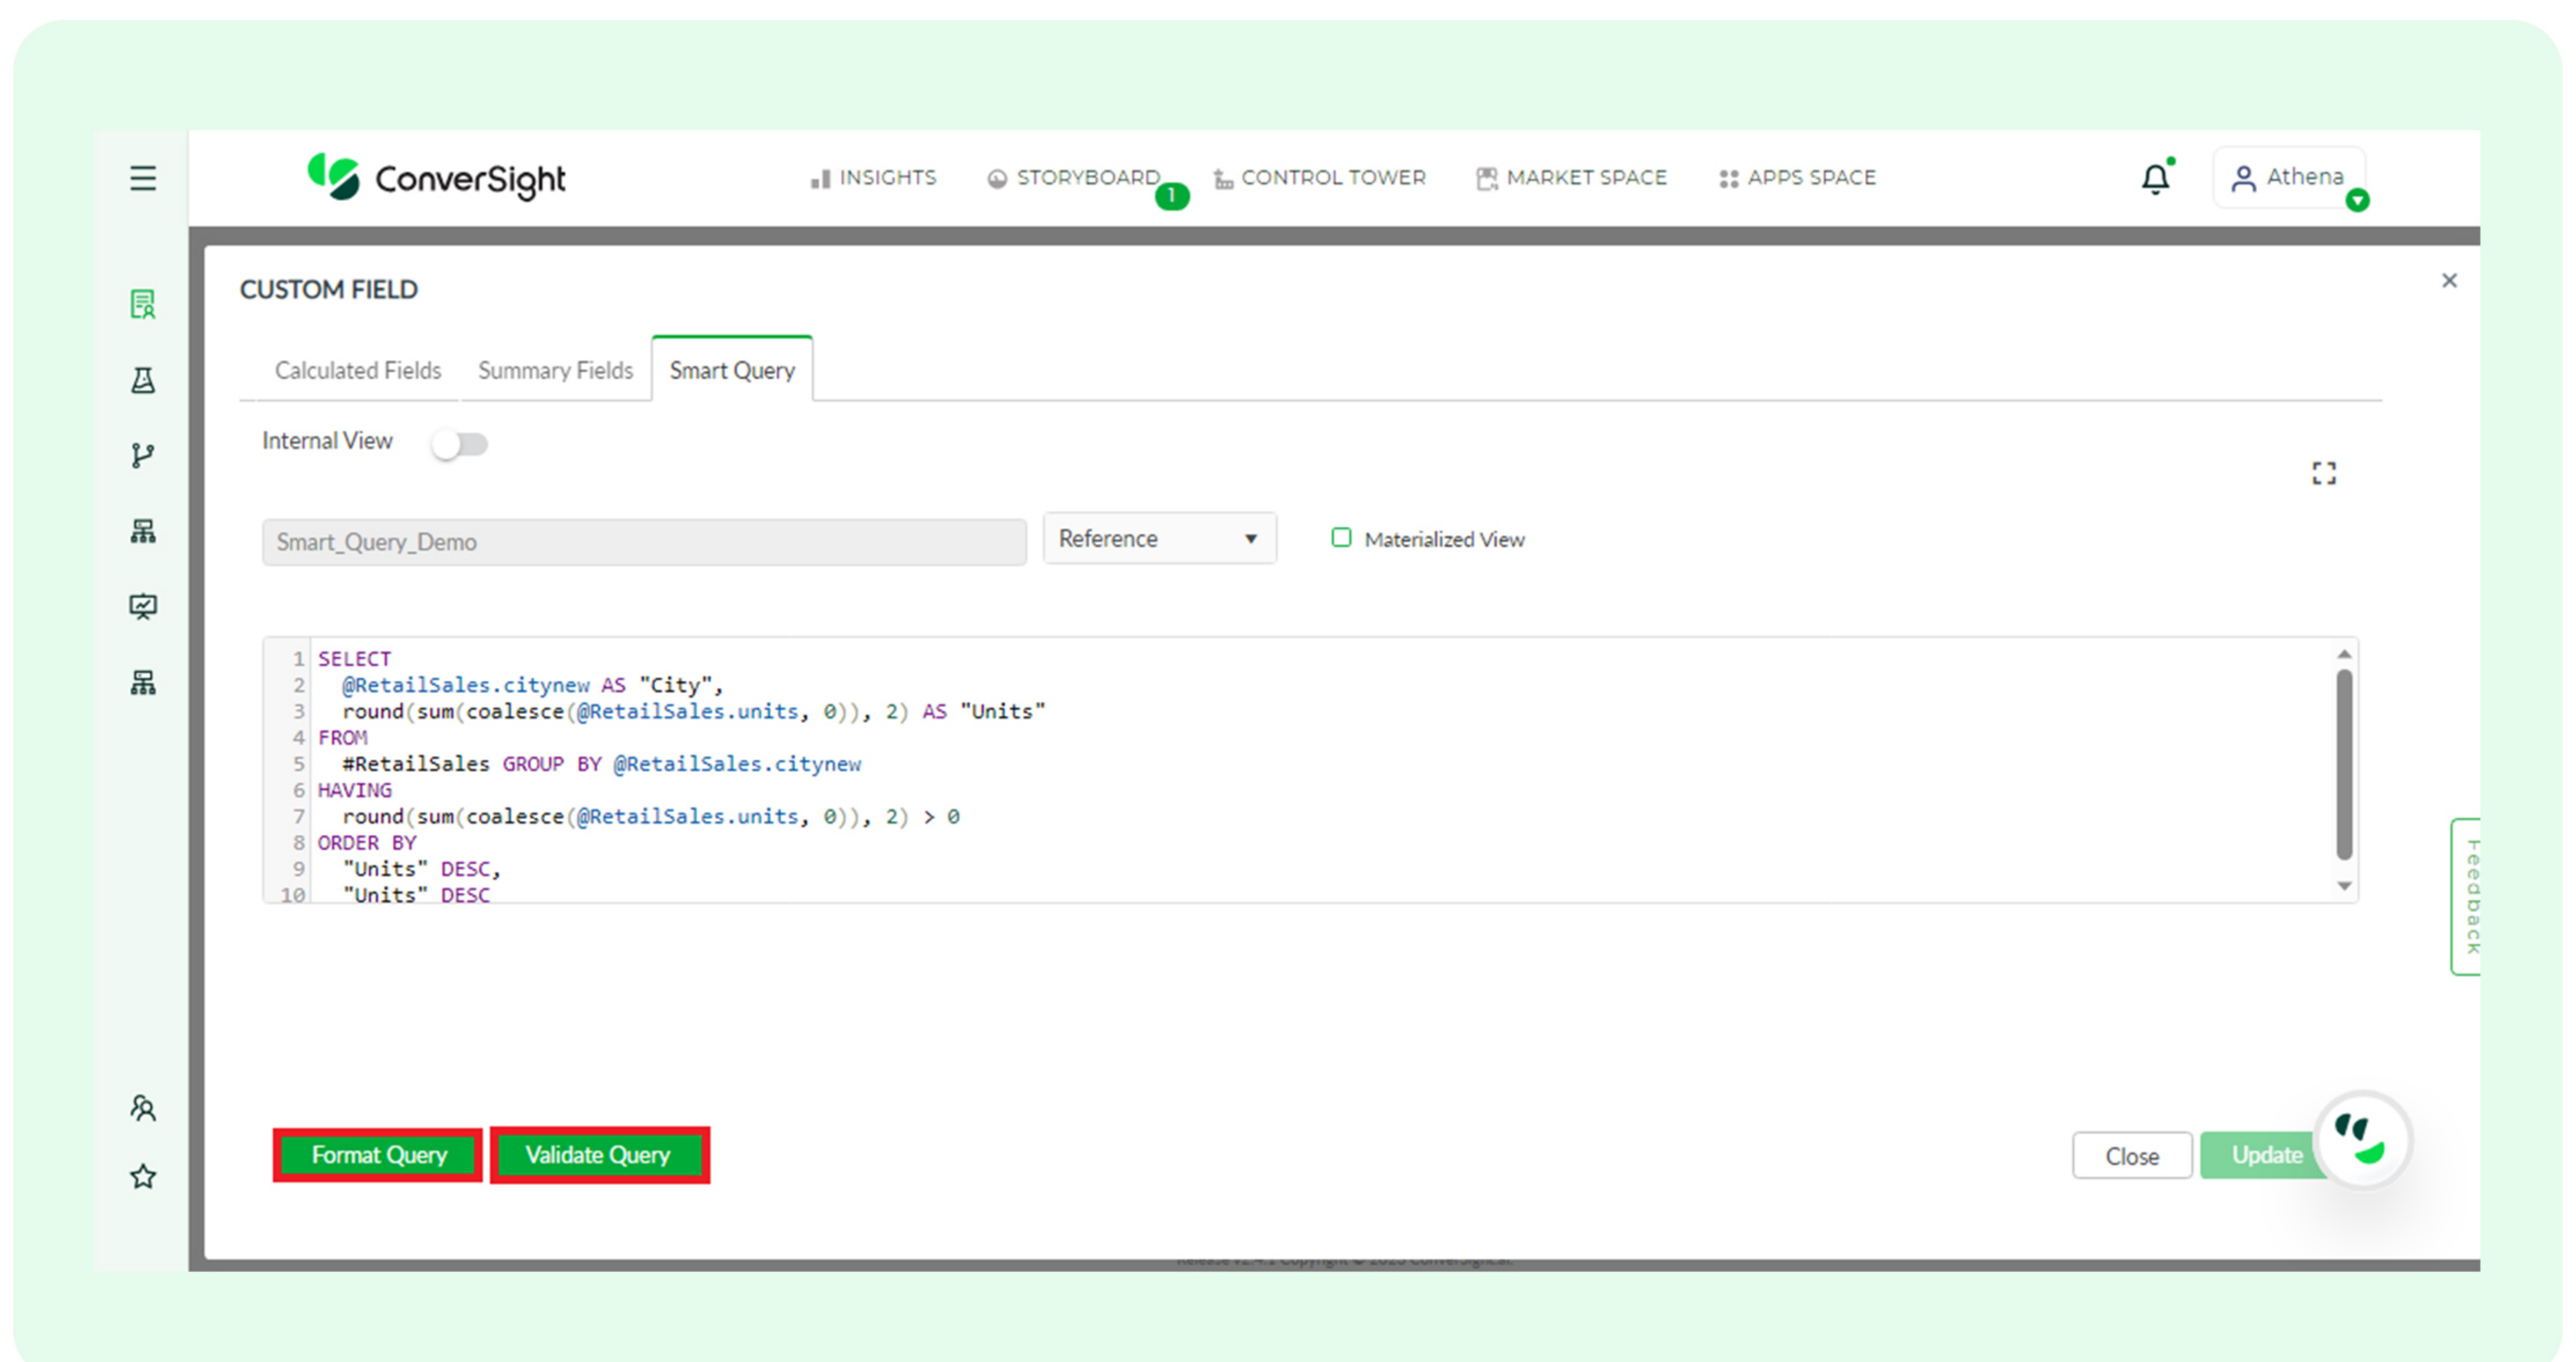 ConverSight
INSIGHTS
STORYBOARD
1
CONTROL TOWER
MARKET SPACE
APPS SPACE
Athena
CUSTOM FIELD
Calculated Fields
Summary Fields
Smart Query
Internal View
Smart_Query_Demo
Reference
Materialized View
1 SELECT
2 @RetailSales.citynew AS "City",
3 round(sum(coalesce(@RetailSales.units, 0)), 2) AS "Units"
4 FROM
5 #RetailSales GROUP BY @RetailSales.citynew
6 HAVING
7 round(sum(coalesce(@RetailSales.units, 0)), 2) > 0
8 ORDER BY
9 "Units" DESC,
10 "Units" DESC
Feedback
Format Query
Validate Query
Close
Update
Copyright © 2023